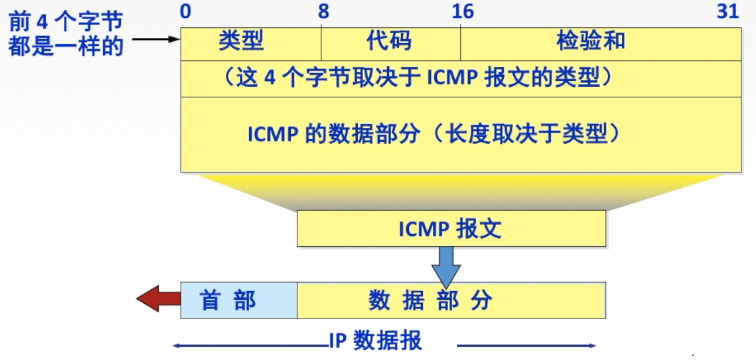 0 8 16 31
前 4 个字节
都是一样的
类型 代码 检验和
（这 4 个字节取决于 ICMP 报文的类型）
ICMP 的数据部分（长度取决于类型）
ICMP 报文
首 部 数 据 部 分
IP 数据报